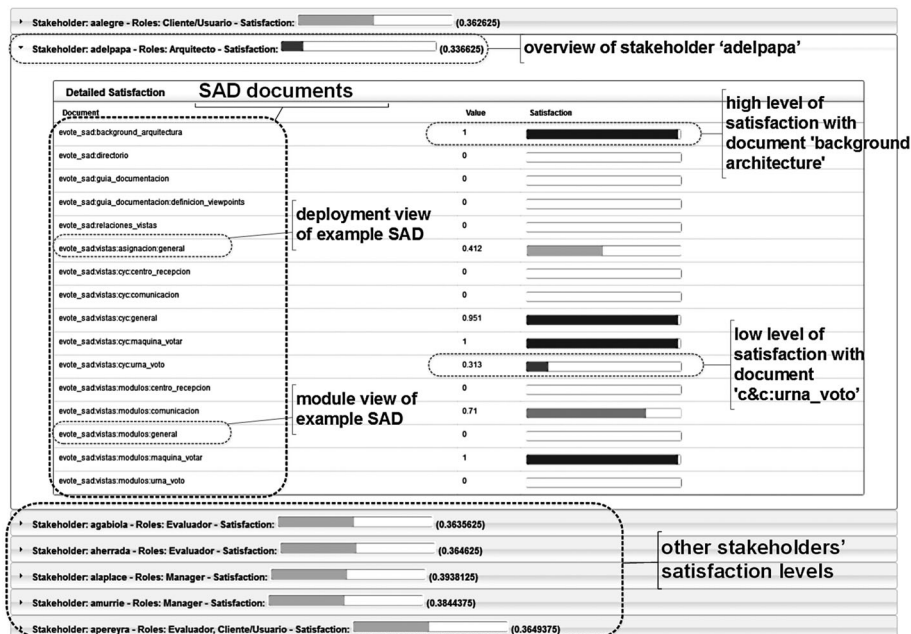 Stakeholder: aalegre - Roles: Cliente/Usuario - Satisfaction: (0.362625)
Stakeholder: adelpapa - Roles: Arquitecto - Satisfaction: (0.336625)
overview of stakeholder ‘adelpapa’
Detailed Satisfaction
SAD documents
Document Value Satisfaction
evote_sad:background_arquitectura 1
high level of
satisfaction with
document 'background
architecture'
evote_sad:directorio 0
evote_sad:guia_documentacion 0
evote_sad:guia_documentacion:definicion_viewpoints 0
evote_sad:relaciones_vistas 0
deployment view
of example SAD
evote_sad:vistas:asignacion:general 0.412
evote_sad:vistas:cyc:centro_recepcion 0
evote_sad:vistas:cyc:comunicacion 0
evote_sad:vistas:cyc:general 0.951
evote_sad:vistas:cyc:maquina_votar 1
evote_sad:vistas:cyc:urna_voto 0.313
low level of
satisfaction with
document
'c&c:urna_voto’
evote_sad:vistas:modulos:centro_recepcion 0
module view of
example SAD
evote_sad:vistas:modulos:comunicacion 0.71
evote_sad:vistas:modulos:general 0
evote_sad:vistas:modulos:maquina_votar 1
evote_sad:vistas:modulos:urna_voto 0
Stakeholder: agabiola - Roles: Evaluador - Satisfaction: (0.3635625)
Stakeholder: aherrada - Roles: Evaluador - Satisfaction: (0.364625)
Stakeholder: alaplace - Roles: Manager - Satisfaction: (0.3938125)
Stakeholder: amurrie - Roles: Manager - Satisfaction: (0.3844375)
Stakeholder: apereyra - Roles: Evaluador, Cliente/Usuario - Satisfaction: (0.3649375)
other stakeholders’
satisfaction levels